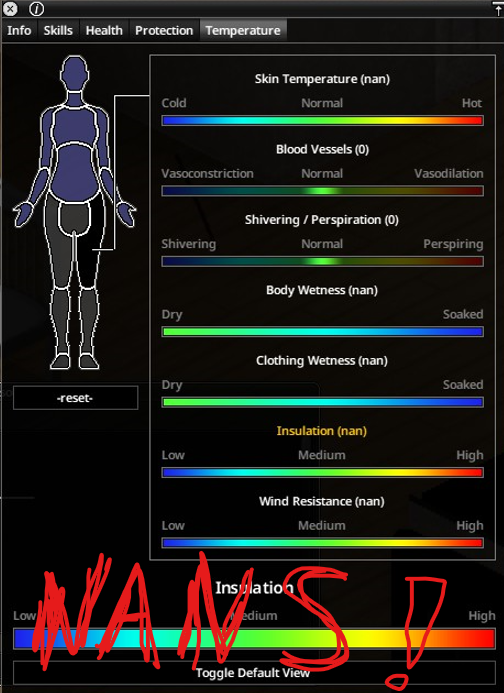 Info Skills Health Protection Temperature
Skin Temperature (nan)
Cold Normal Hot
Blood Vessels (0)
Vasoconstriction Normal Vasodilation
Shivering / Perspiration (0)
Shivering Normal Perspiring
Body Wetness (nan)
Dry Soaked
Clothing Wetness (nan)
Dry Soaked
-reset-
Insulation (nan)
Low Medium High
Wind Resistance (nan)
Low Medium High
NANS!
Insulation
Low Medium High
Toggle Default View